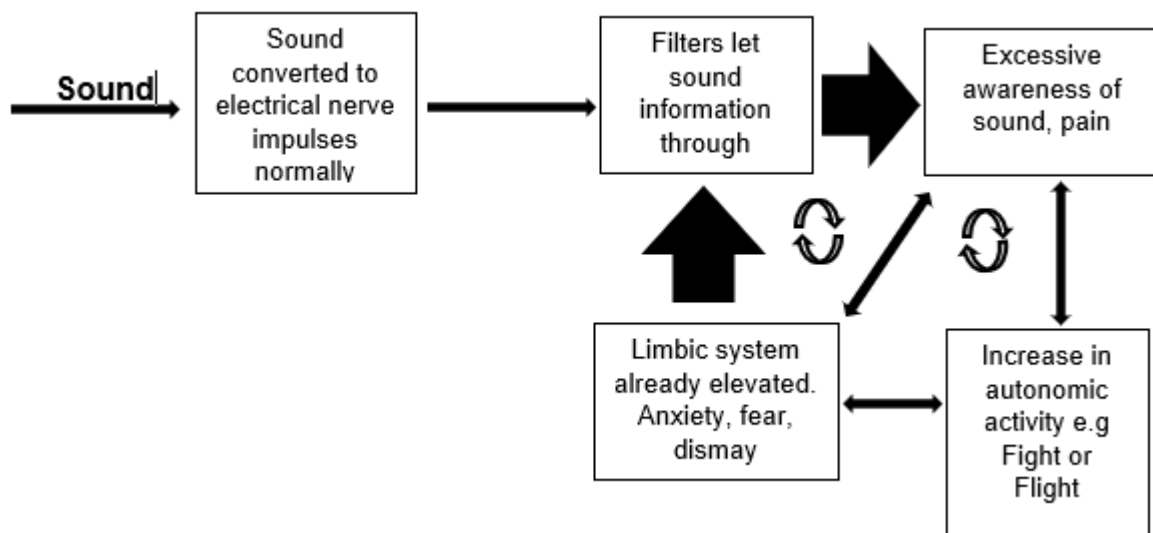 Sound
Sound
converted to
electrical nerve
impulses
normally
Filters let
sound
information
through
Excessive
awareness of
sound, pain
Limbic system
already elevated.
Anxiety, fear,
dismay
Increase in
autonomic
activity e.g
Fight or
Flight